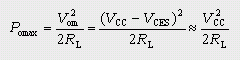 P_omax = V_om^2 / 2R_L = (V_CC − V_CES)^2 / 2R_L ≈ V_CC^2 / 2R_L